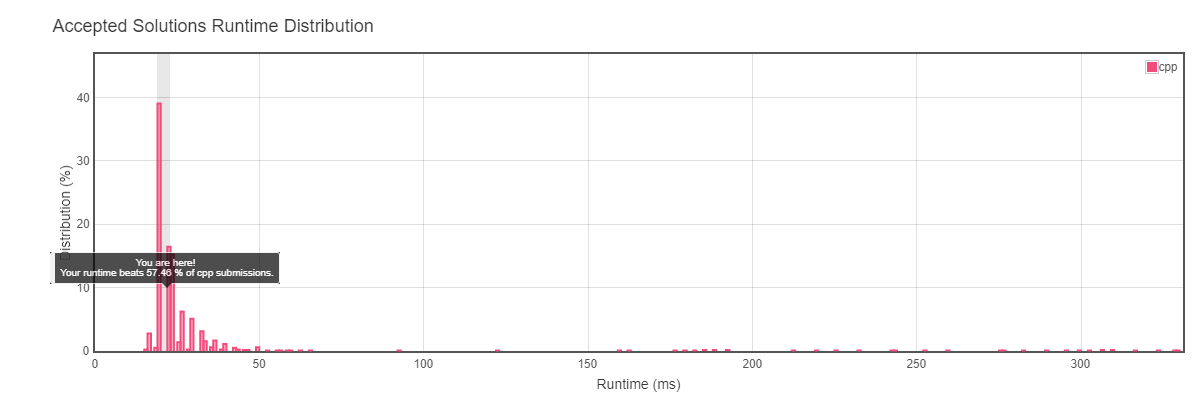 Accepted Solutions Runtime Distribution
cpp
Distribution (%)
40
30
20
10
0
You are here!
Your runtime beats 57.46 % of cpp submissions.
0
50
100
150
200
250
300
Runtime (ms)